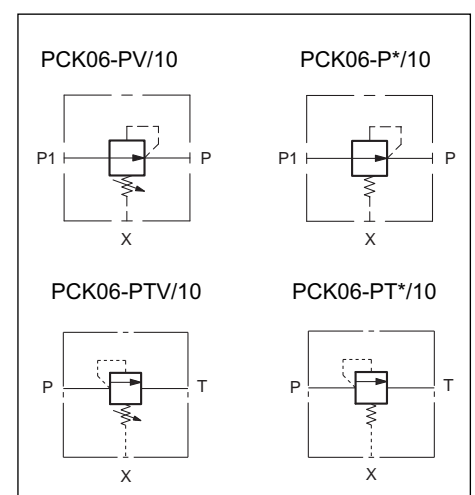 PCK06-PV/10 PCK06-P*/10
P1 P P1 P
X X
PCK06-PTV/10 PCK06-PT*/10
P T P T
X X